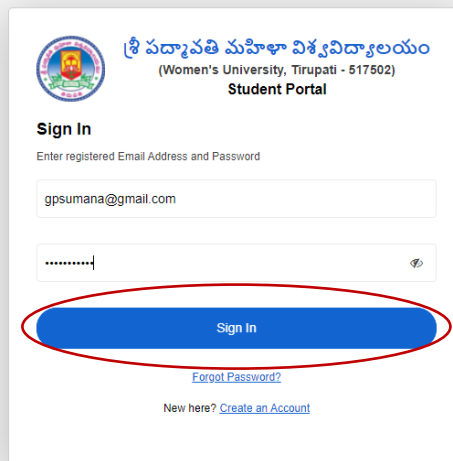 శ్రీ పద్మావతి మహిళా విశ్వవిద్యాలయం
(Women's University, Tirupati - 517502)
Student Portal
Sign In
Enter registered Email Address and Password
gpsumana@gmail.com
•••••••••••
Sign In
Forgot Password?
New here? Create an Account